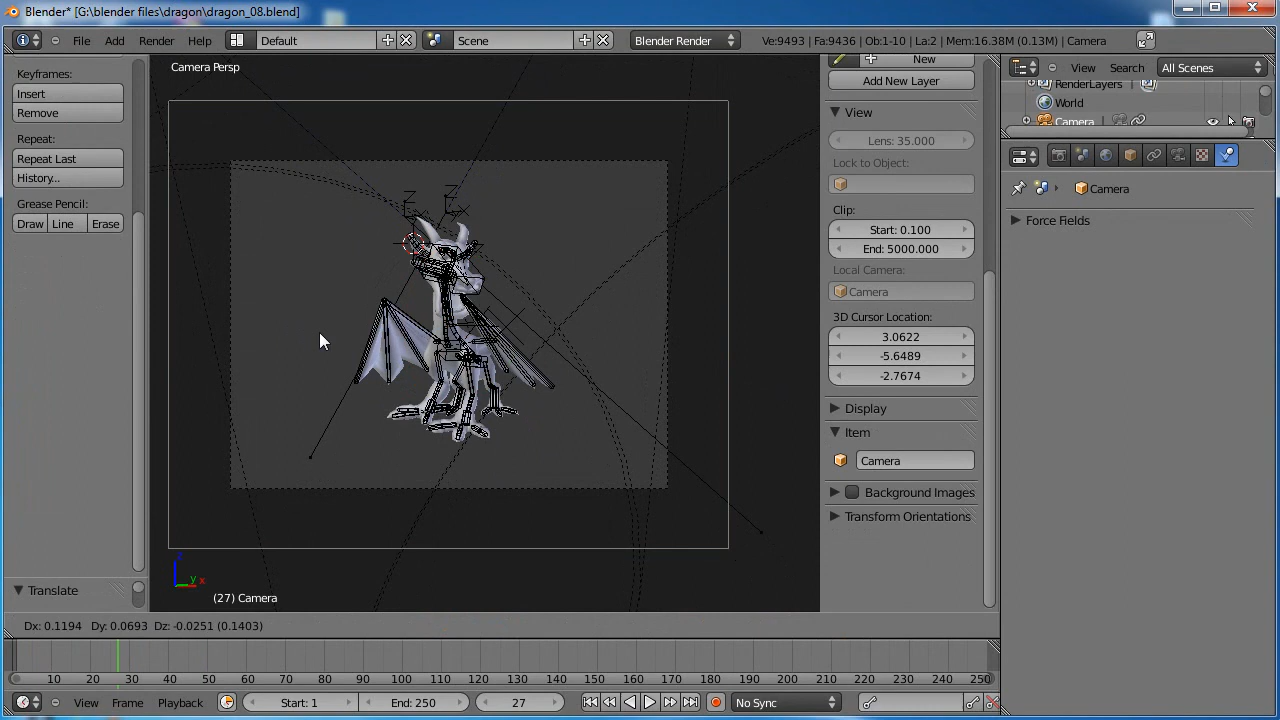 Blender* [G:\blender files\dragon\dragon_08.blend]
File Add Render Help Default Scene Blender Render Ve:9493 | Fa:9436 | Ob:1-10 | La:2 | Mem:16.38M (0.13M) | Camera
View Search All Scenes
RenderLayers
World
Camera
Camera
Force Fields
Keyframes:
Insert
Remove
Repeat:
Repeat Last
History...
Grease Pencil:
Draw Line Erase
Translate
Camera Persp
z
y x
(27) Camera
New
Add New Layer
View
Lens: 35.000
Lock to Object:
Clip:
Start: 0.100
End: 5000.000
Local Camera:
Camera
3D Cursor Location:
3.0622
-5.6489
-2.7674
Display
Item
Camera
Background Images
Transform Orientations
Dx: 0.1194 Dy: 0.0693 Dz: -0.0251 (0.1403)
10 20 30 40 50 60 70 80 90 100 110 120 130 140 150 160 170 180 190 200 210 220 230 240 250
View Frame Playback Start: 1 End: 250 27 No Sync